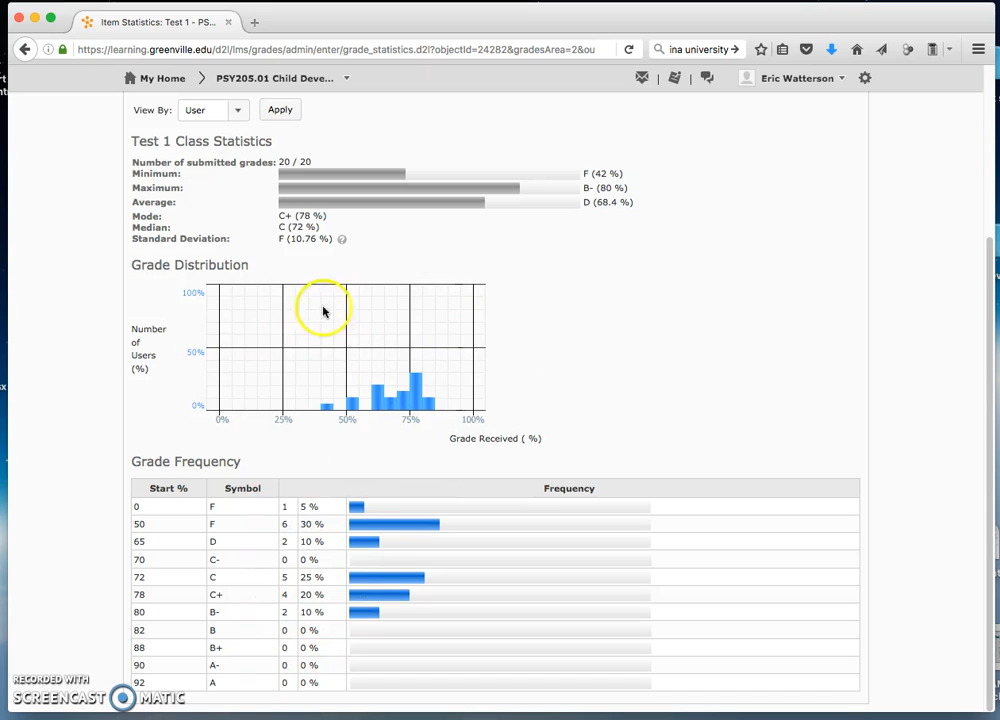 Item Statistics: Test 1 - PS...
https://learning.greenville.edu/d2l/lms/grades/admin/enter/grade_statistics.d2l?objectId=24282&gradesArea=2&ou
ina university
My Home
PSY205.01 Child Deve...
Eric Watterson
View By: User Apply
Test 1 Class Statistics
Number of submitted grades: 20 / 20
Minimum: F (42 %)
Maximum: B- (80 %)
Average: D (68.4 %)
Mode: C+ (78 %)
Median: C (72 %)
Standard Deviation: F (10.76 %) ?
Grade Distribution
100%
Number
of
Users
(%)
50%
0%
0% 25% 50% 75% 100%
Grade Received ( %)
Grade Frequency
Start % Symbol Frequency
0 F 1 5 %
50 F 6 30 %
65 D 2 10 %
70 C- 0 0 %
72 C 5 25 %
78 C+ 4 20 %
80 B- 2 10 %
82 B 0 0 %
88 B+ 0 0 %
90 A- 0 0 %
92 A 0 0 %
RECORDED WITH
SCREENCAST MATIC